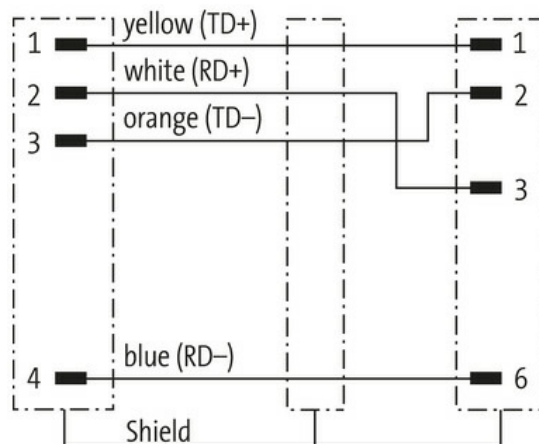 1 yellow (TD+) 1
2 white (RD+) 2
3 orange (TD–)
3
4 blue (RD–) 6
Shield